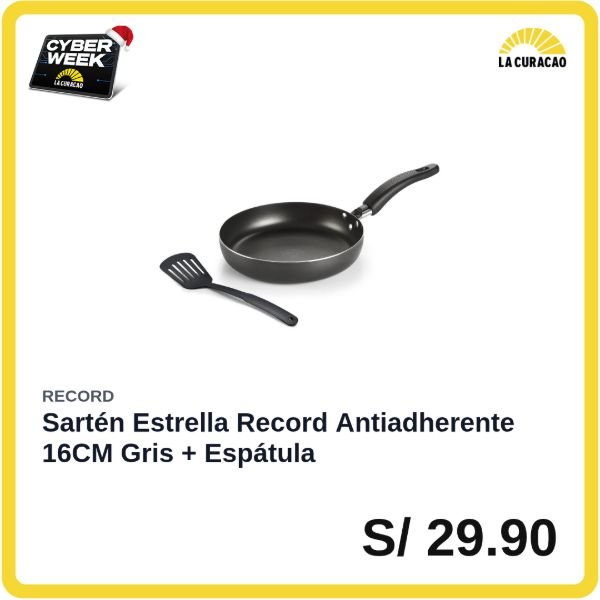 CYBER
WEEK
LA CURACAO
LA CURACAO
RECORD
Sartén Estrella Record Antiadherente
16CM Gris + Espátula
S/ 29.90